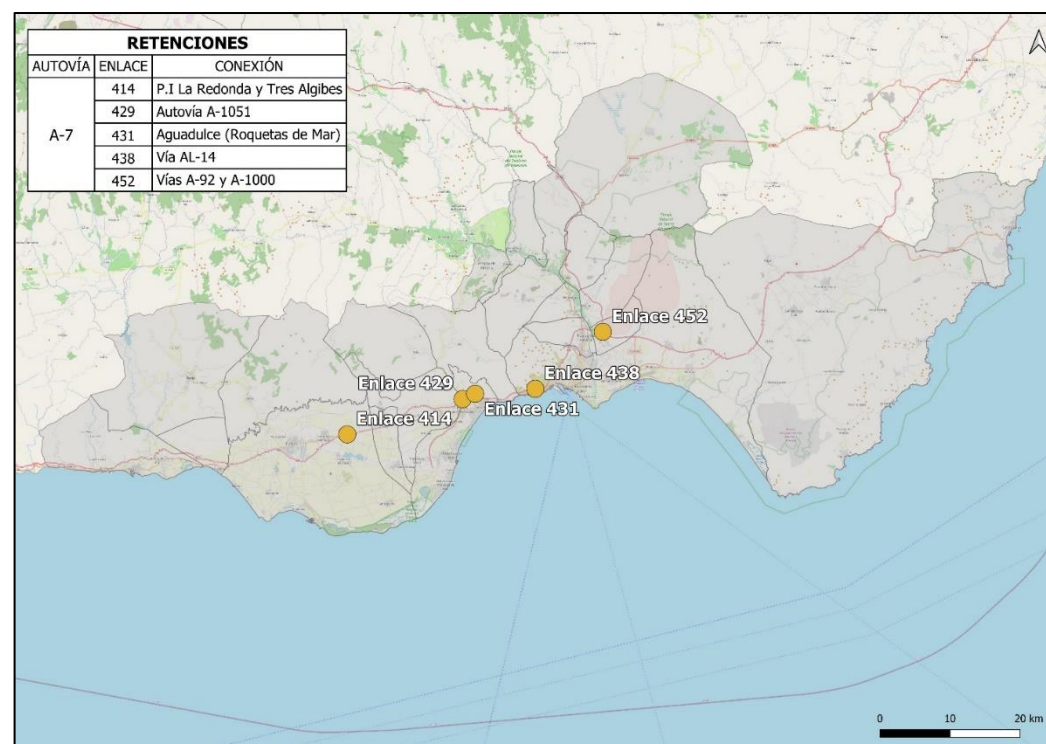 RETENCIONES
AUTOVÍA ENLACE CONEXIÓN
A-7
414 P.I La Redonda y Tres Algibes
429 Autovía A-1051
431 Aguadulce (Roquetas de Mar)
438 Vía AL-14
452 Vías A-92 y A-1000
Enlace 452
Enlace 438
Enlace 429
Enlace 431
Enlace 414
0 10 20 km